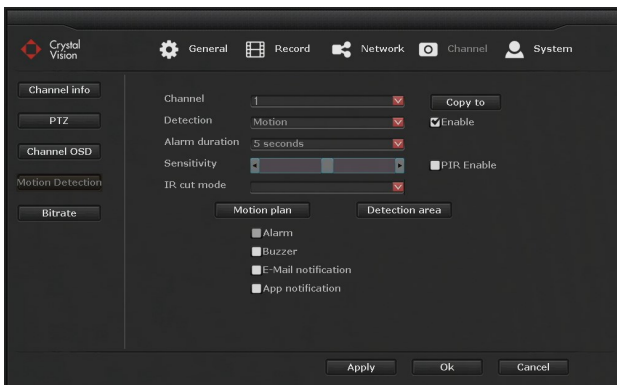 Crystal
Vision
General Record Network Channel System
Channel info
PTZ
Channel OSD
Motion Detection
Bitrate
Channel 1 Copy to
Detection Motion Enable
Alarm duration 5 seconds
Sensitivity PIR Enable
IR cut mode
Motion plan Detection area
Alarm
Buzzer
E-Mail notification
App notification
Apply Ok Cancel